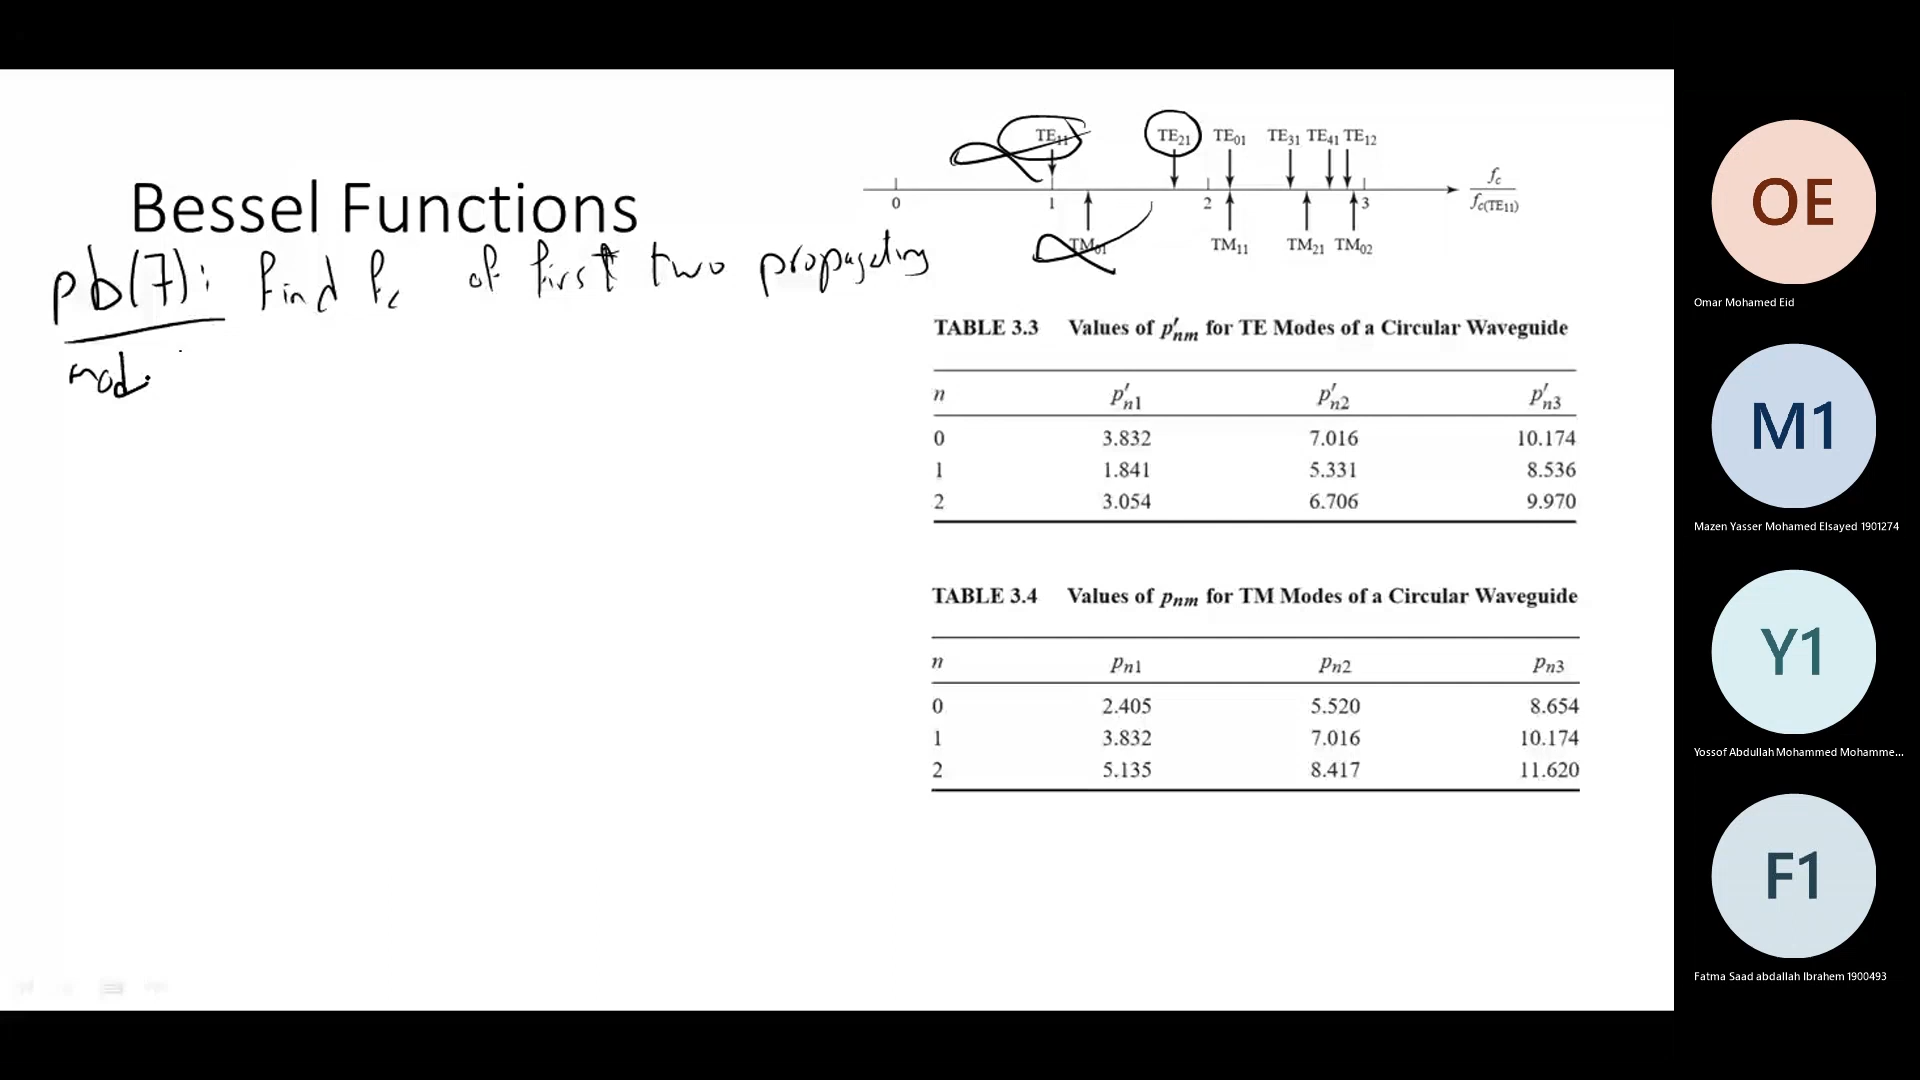 TE11 TE21 TE01 TE31 TE41 TE12
0 1 2 3
fc
fc(TE11)
TM01 TM11 TM21 TM02
Bessel Functions
pb(7): find fc of first two propagating
TABLE 3.3 Values of p′nm for TE Modes of a Circular Waveguide
n p′n1 p′n2 p′n3
0 3.832 7.016 10.174
1 1.841 5.331 8.536
2 3.054 6.706 9.970
TABLE 3.4 Values of pnm for TM Modes of a Circular Waveguide
n pn1 pn2 pn3
0 2.405 5.520 8.654
1 3.832 7.016 10.174
2 5.135 8.417 11.620
OE
Omar Mohamed Eid
M1
Mazen Yasser Mohamed Elsayed 1901274
Y1
Yossof Abdullah Mohammed Mohamme...
F1
Fatma Saad abdallah Ibrahem 1900493